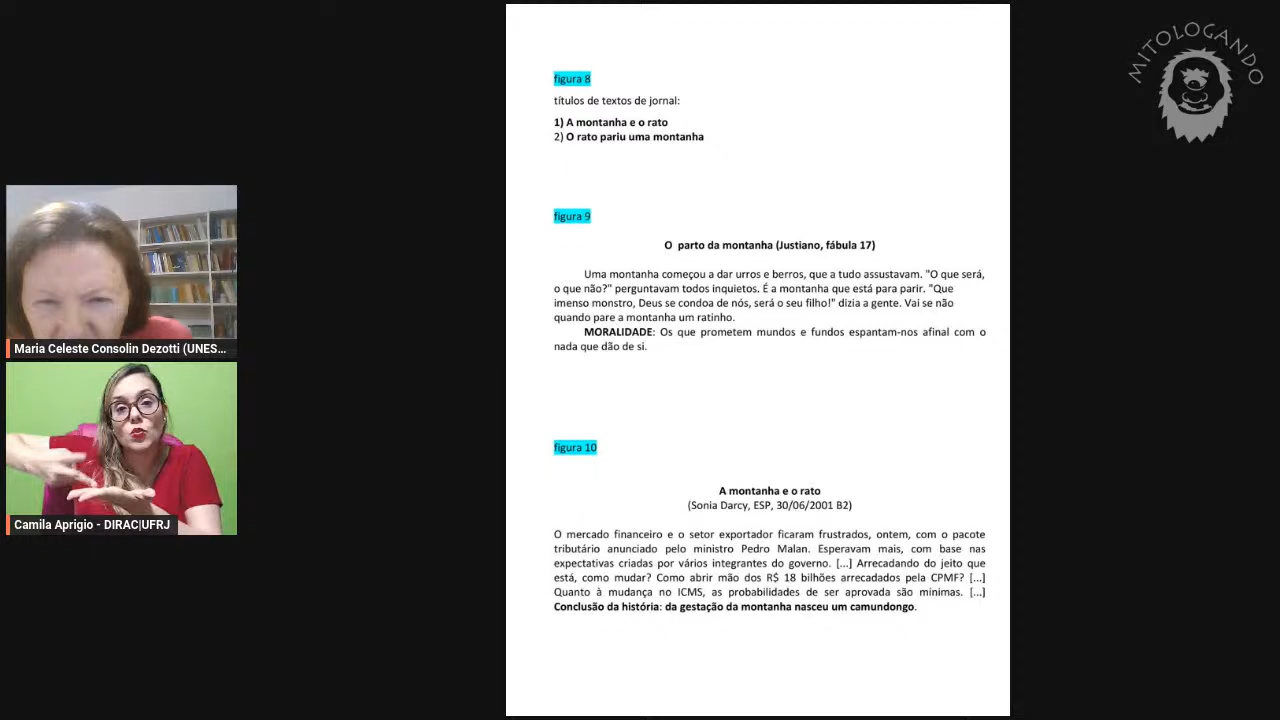 MITOLOGANDO
figura 8
títulos de textos de jornal:
1) A montanha e o rato
2) O rato pariu uma montanha
figura 9
O parto da montanha (Justiano, fábula 17)
Uma montanha começou a dar urros e berros, que a tudo assustavam. "O que será,
o que não?" perguntavam todos inquietos. É a montanha que está para parir. "Que
imenso monstro, Deus se condoa de nós, será o seu filho!" dizia a gente. Vai se não
quando pare a montanha um ratinho.
MORALIDADE: Os que prometem mundos e fundos espantam-nos afinal com o
nada que dão de si.
figura 10
A montanha e o rato
(Sonia Darcy, ESP, 30/06/2001 B2)
O mercado financeiro e o setor exportador ficaram frustrados, ontem, com o pacote
tributário anunciado pelo ministro Pedro Malan. Esperavam mais, com base nas
expectativas criadas por vários integrantes do governo. [...] Arrecadando do jeito que
está, como mudar? Como abrir mão dos R$ 18 bilhões arrecadados pela CPMF? [...]
Quanto à mudança no ICMS, as probabilidades de ser aprovada são mínimas. [...]
Conclusão da história: da gestação da montanha nasceu um camundongo.
Maria Celeste Consolin Dezotti (UNES...
Camila Aprigio - DIRAC|UFRJ